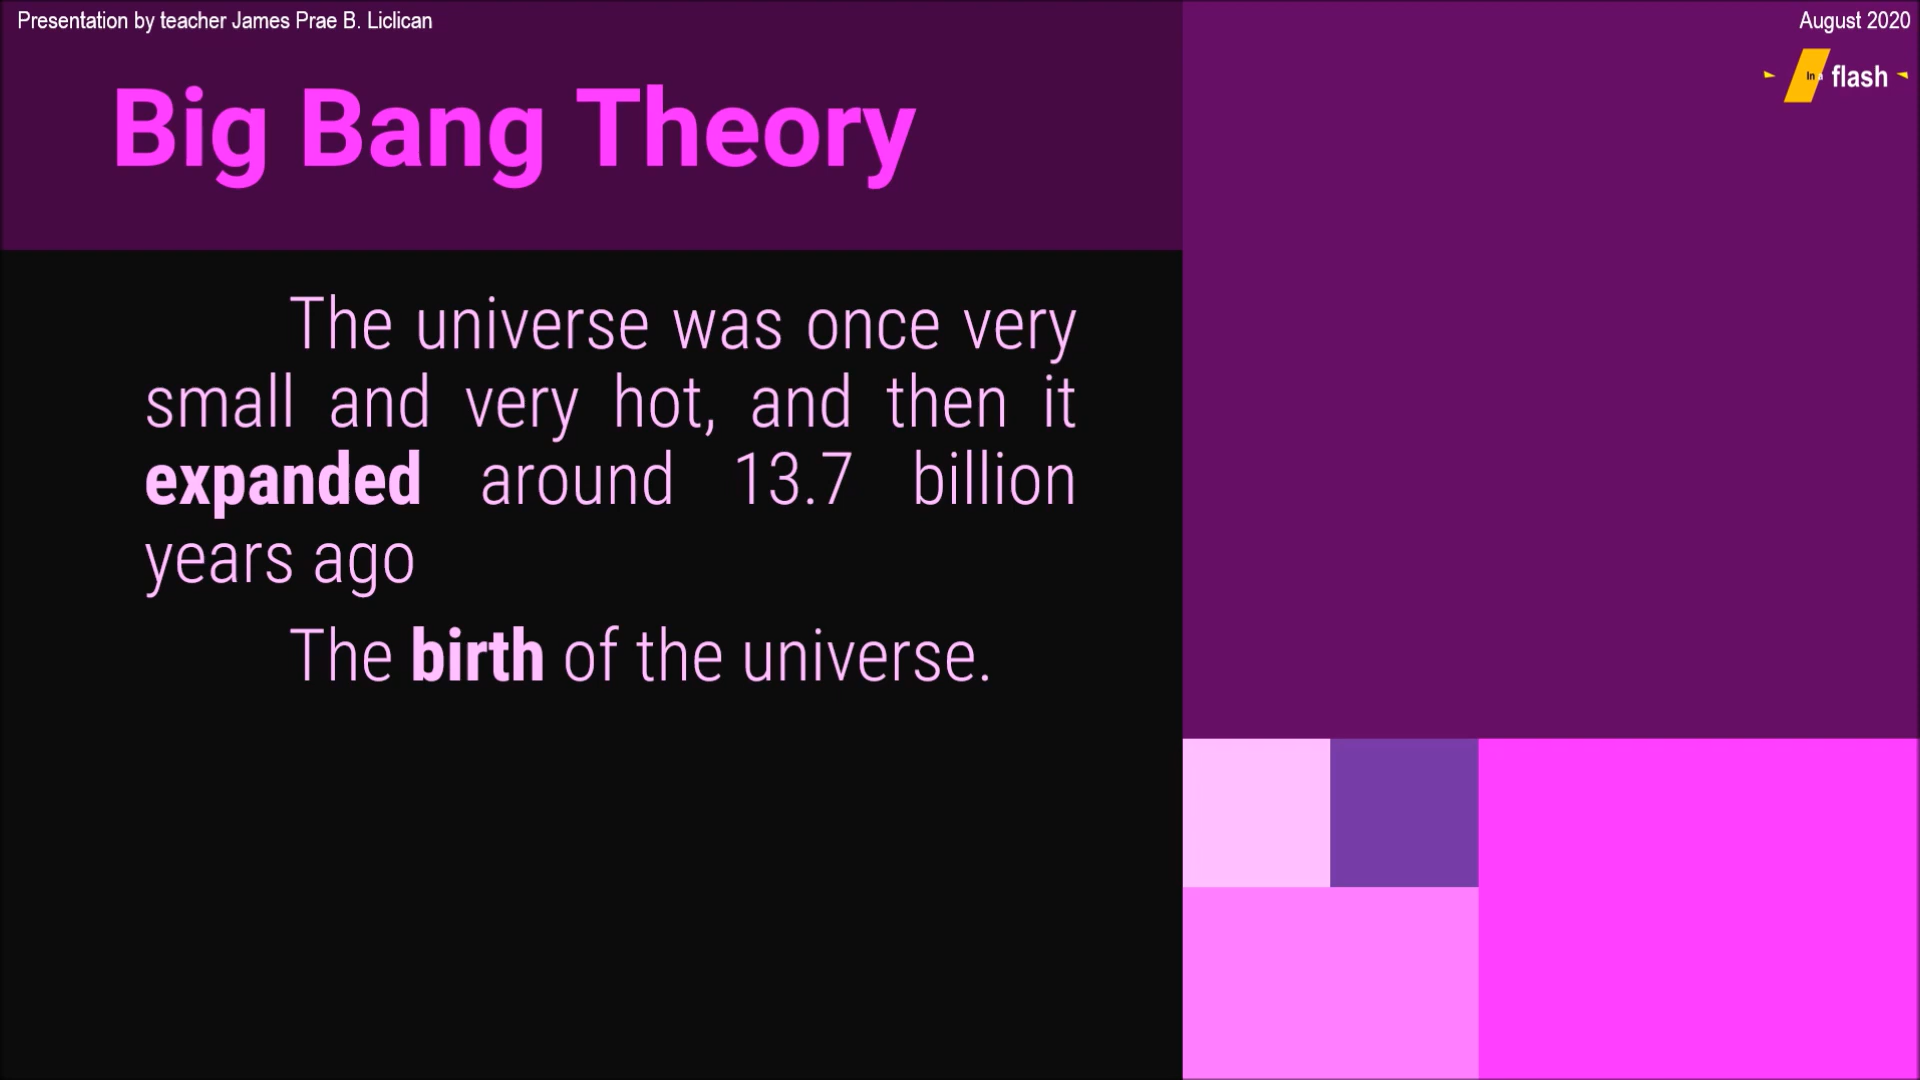 Presentation by teacher James Prae B. Liclican
August 2020
In a flash
Big Bang Theory
The universe was once very
small and very hot, and then it
expanded around 13.7 billion
years ago
The birth of the universe.